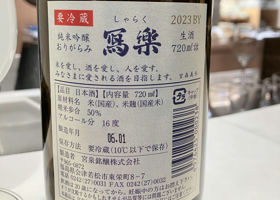 要冷蔵
しゃらく
2023BY
純米吟醸
おりがらみ
寫樂
生酒
720ml詰
米を愛し、酒を愛し、人を愛す。
みなさまに愛される酒を目指します。
【品目 日本酒】【内容量 720ml】
原材料名 米(国産)、米麹(国産米)
精米歩合 50%
アルコール分 16度
製造年月 06.01
保存方法 要冷蔵(10℃以下で保存)
製造者 宮泉銘醸株式会社
〒965-0872
福島県会津若松市東栄町8-7